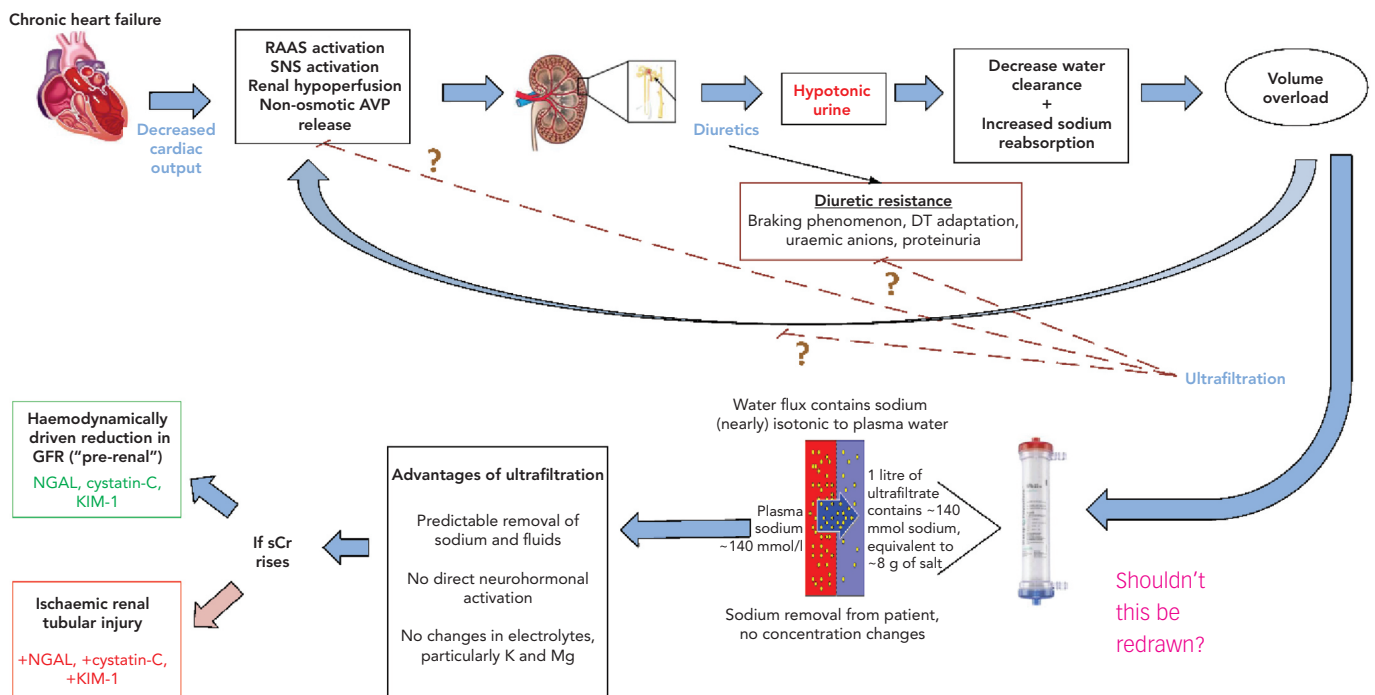 Chronic heart failure
Decreased
cardiac
output
RAAS activation
SNS activation
Renal hypoperfusion
Non-osmotic AVP
release
Diuretics
Hypotonic
urine
Decrease water
clearance
+
Increased sodium
reabsorption
Volume
overload
?
Diuretic resistance
Braking phenomenon, DT adaptation,
uraemic anions, proteinuria
?
?
Ultrafiltration
Haemodynamically
driven reduction in
GFR ("pre-renal")
NGAL, cystatin-C,
KIM-1
If sCr
rises
Ischaemic renal
tubular injury
+NGAL, +cystatin-C,
+KIM-1
Advantages of ultrafiltration
Predictable removal of
sodium and fluids
No direct neurohormonal
activation
No changes in electrolytes,
particularly K and Mg
Water flux contains sodium
(nearly) isotonic to plasma water
Plasma
sodium
~140 mmol/l
1 litre of
ultrafiltrate
contains ~140
mmol sodium,
equivalent to
~8 g of salt
Sodium removal from patient,
no concentration changes
Shouldn't
this be
redrawn?